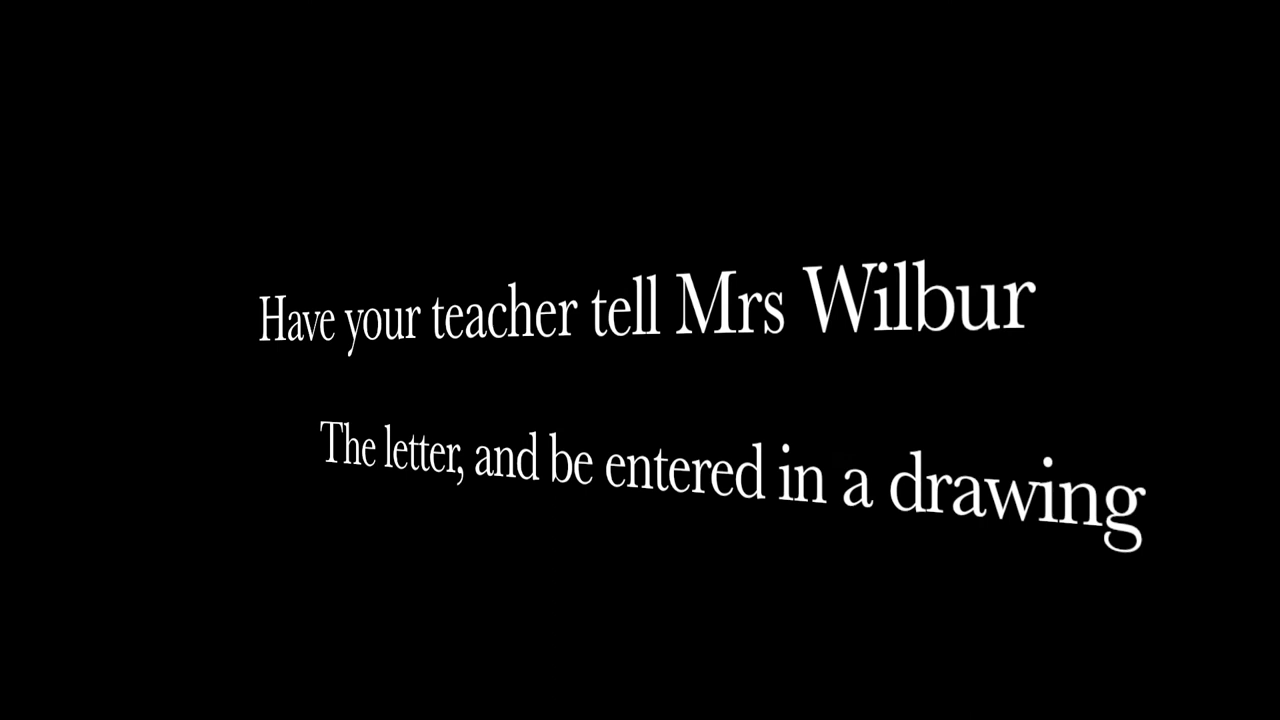 Have your teacher tell Mrs Wilbur
The letter, and be entered in a drawing